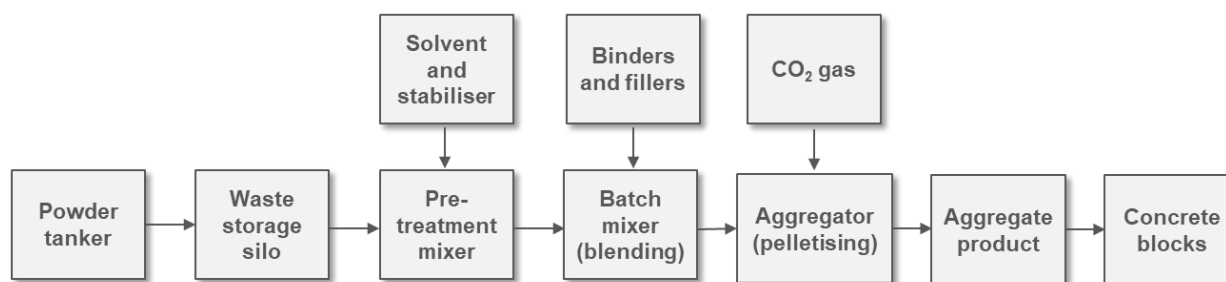 Solvent
and
stabiliser
Binders
and fillers
CO₂ gas
Powder
tanker
Waste
storage
silo
Pre-
treatment
mixer
Batch
mixer
(blending)
Aggregator
(pelletising)
Aggregate
product
Concrete
blocks